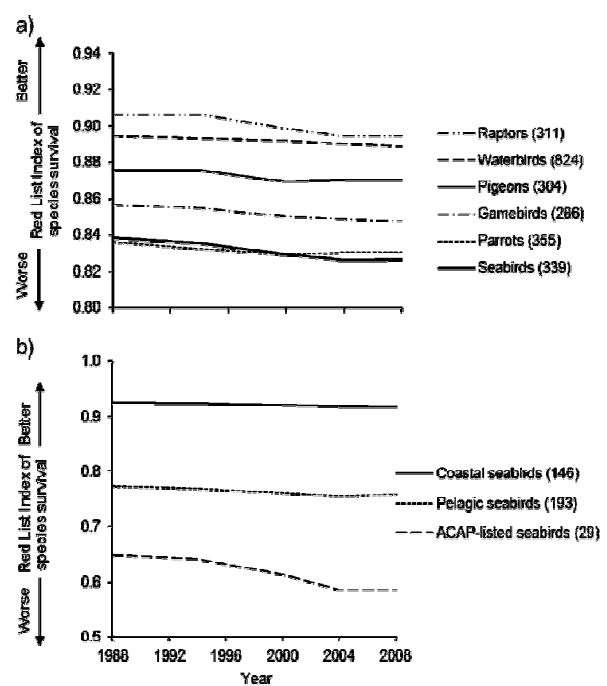 a)
Better
Red List Index of
species survival
Worse
0.94
0.92
0.90
0.88
0.86
0.84
0.82
0.80
Raptors (311)
Waterbirds (824)
Pigeons (304)
Gamebirds (286)
Parrots (355)
Seabirds (339)
b)
Better
Red List Index of
species survival
Worse
1.0
0.9
0.8
0.7
0.6
0.5
Coastal seabirds (146)
Pelagic seabirds (193)
ACAP-listed seabirds (29)
1988 1992 1996 2000 2004 2008
Year